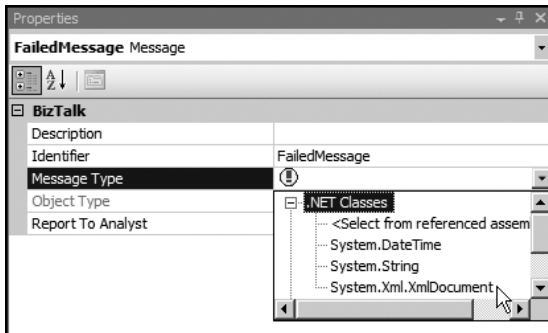 Properties
FailedMessage Message
BizTalk
Description
Identifier FailedMessage
Message Type
Object Type
Report To Analyst
.NET Classes
<Select from referenced assem
System.DateTime
System.String
System.Xml.XmlDocument